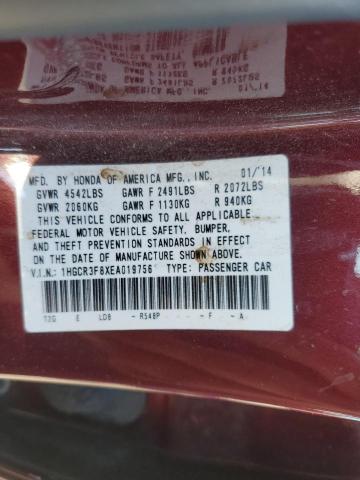 MFD. BY HONDA OF AMERICA MFG., INC. 01/14
GVWR 4542LBS GAWR F 2491LBS R 2072LBS
GVWR 2060KG GAWR F 1130KG R 940KG
THIS VEHICLE CONFORMS TO ALL APPLICABLE
FEDERAL MOTOR VEHICLE SAFETY, BUMPER,
AND THEFT PREVENTION STANDARDS IN EFFECT
ON THE DATE OF MANUFACTURE SHOWN ABOVE.
V.I.N.: 1HGCR3F8XEA019756 TYPE: PASSENGER CAR
T2G E LDB - R548P - - F - A